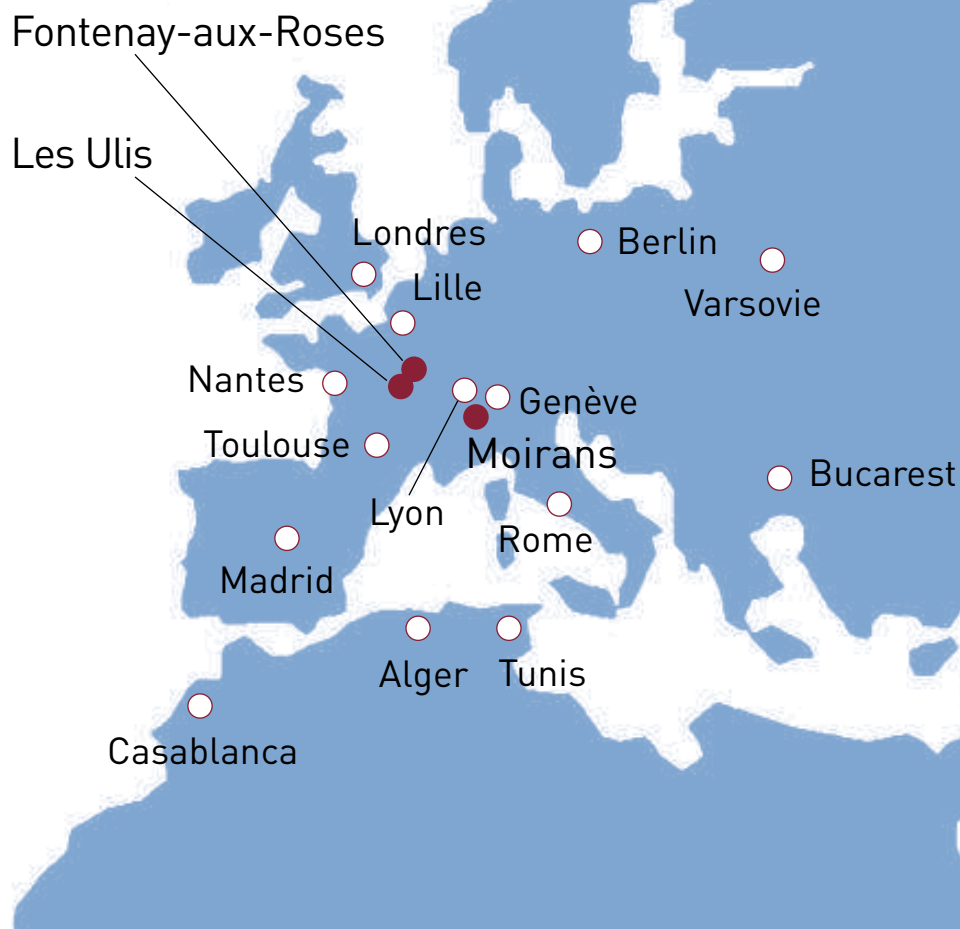 Fontenay-aux-Roses
Les Ulis
Londres
Berlin
Lille
Varsovie
Nantes
Genève
Toulouse
Moirans
Bucarest
Lyon
Rome
Madrid
Alger
Tunis
Casablanca